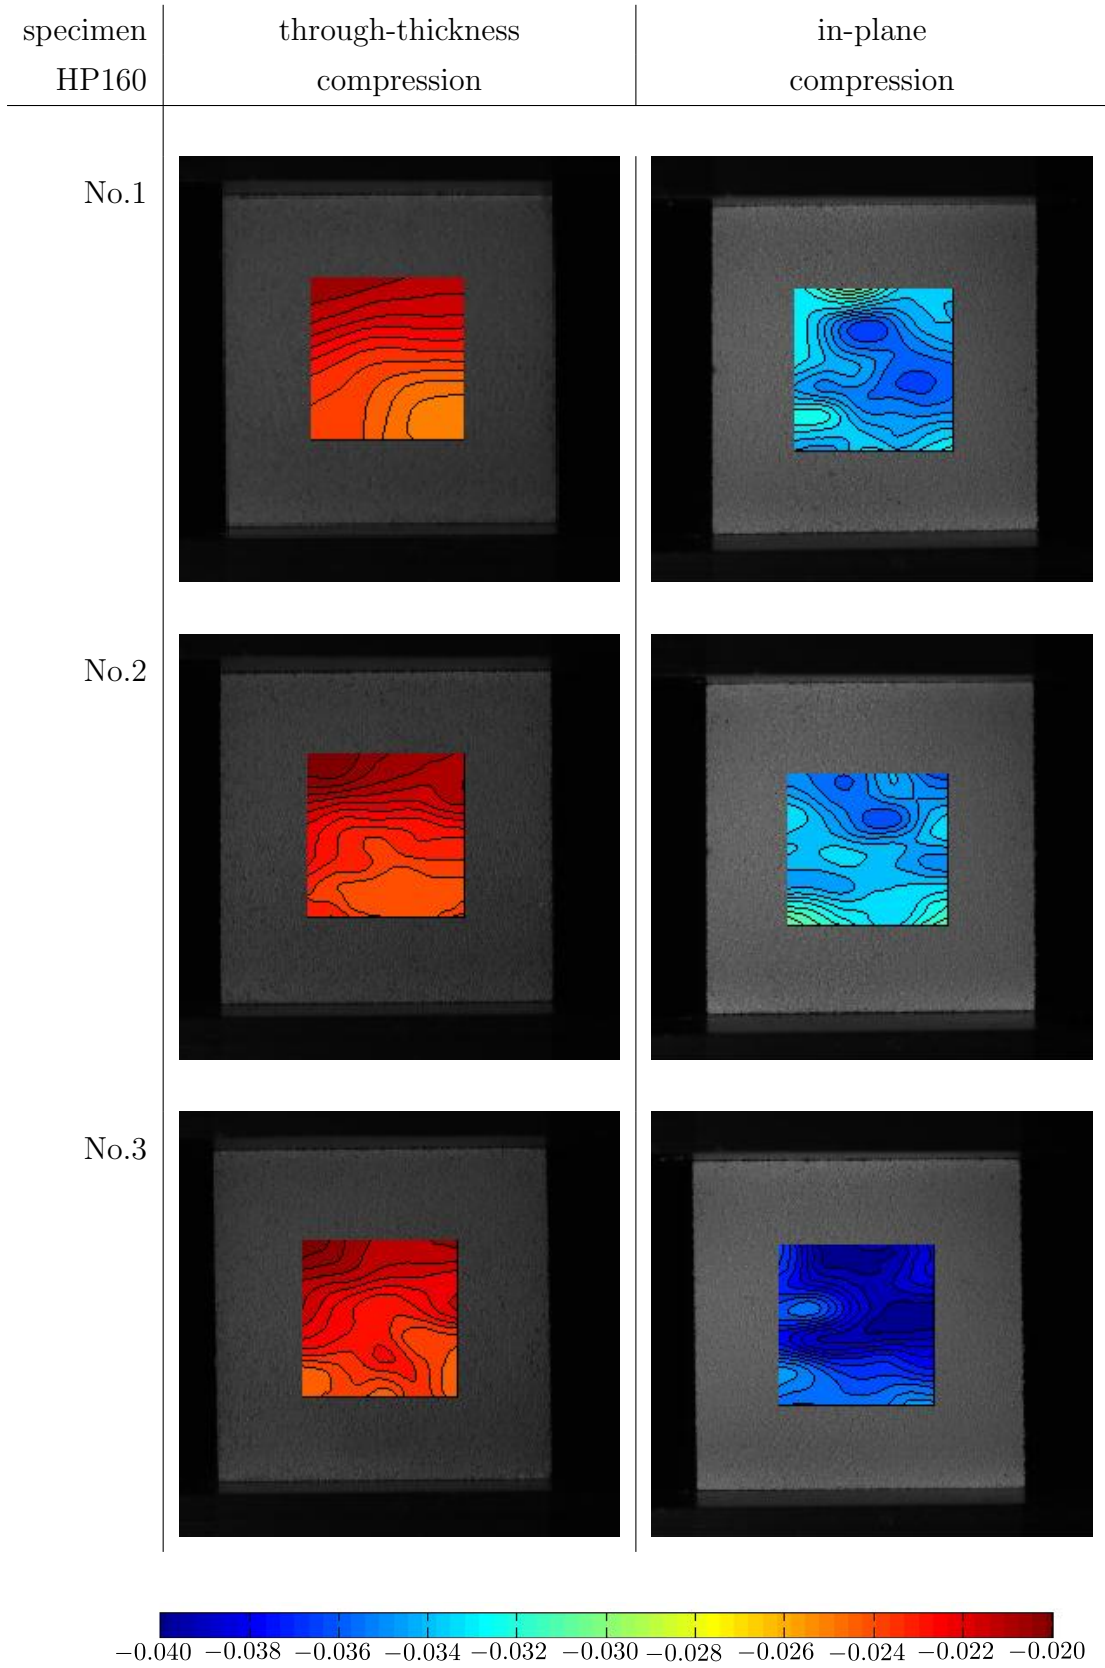 specimen through-thickness in-plane
HP160 compression compression
No.1
No.2
No.3
−0.040 −0.038 −0.036 −0.034 −0.032 −0.030 −0.028 −0.026 −0.024 −0.022 −0.020